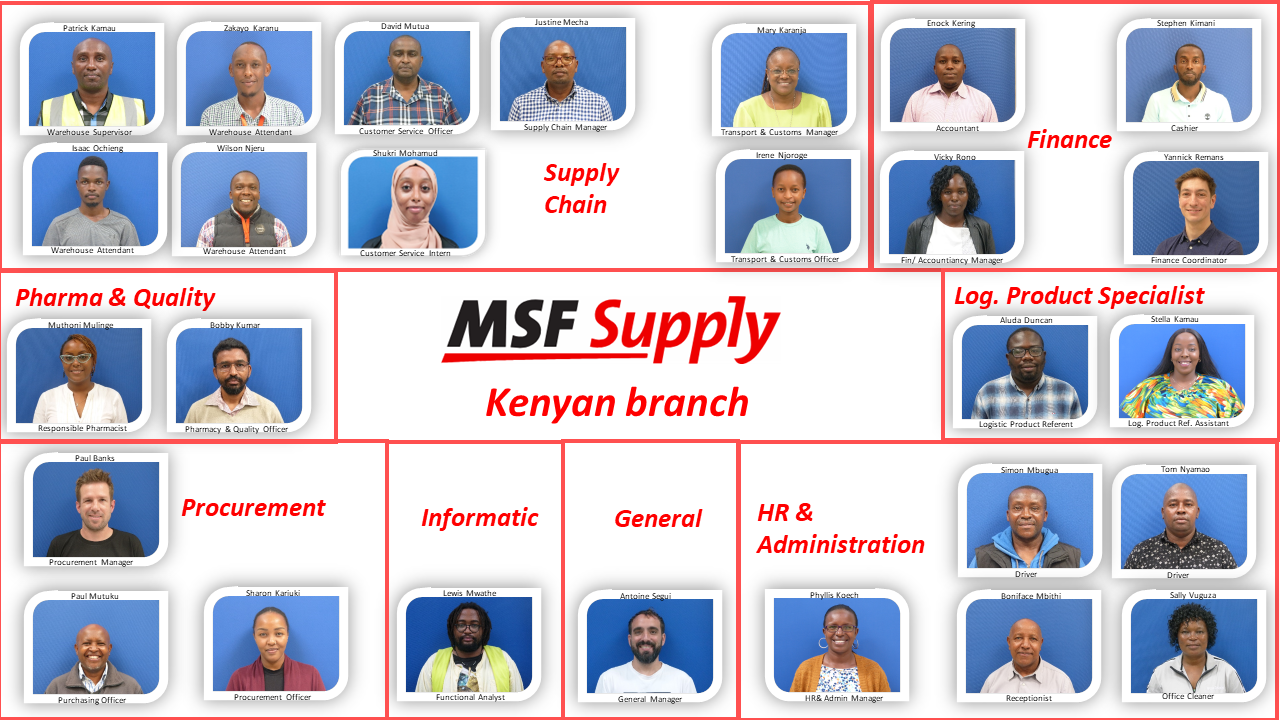 Patrick Kamau
Warehouse Supervisor
Zakayo Karanu
Warehouse Attendant
David Mutua
Customer Service Officer
Justine Mecha
Supply Chain Manager
Mary Karanja
Transport & Customs Manager
Isaac Ochieng
Warehouse Attendant
Wilson Njeru
Warehouse Attendant
Shukri Mohamud
Customer Service Intern
Supply
Chain
Irene Njoroge
Transport & Customs Officer
Enock Kering
Accountant
Stephen Kimani
Cashier
Finance
Vicky Rono
Fin/ Accountiancy Manager
Yannick Remans
Finance Coordinator
Pharma & Quality
Muthoni Mulinge
Responsible Pharmacist
Bobby Kumar
Pharmacy & Quality Officer
MSF Supply
Kenyan branch
Log. Product Specialist
Aluda Duncan
Logistic Product Referent
Stella Kamau
Log. Product Ref. Assistant
Paul Banks
Procurement Manager
Procurement
Paul Mutuku
Purchasing Officer
Sharon Kariuki
Procurement Officer
Informatic
Lewis Mwathe
Functional Analyst
General
Antoine Segui
General Manager
HR &
Administration
Simon Mbugua
Driver
Tom Nyamao
Driver
Phyllis Koech
HR& Admin Manager
Boniface Mbithi
Receptionist
Sally Vuguza
Office Cleaner